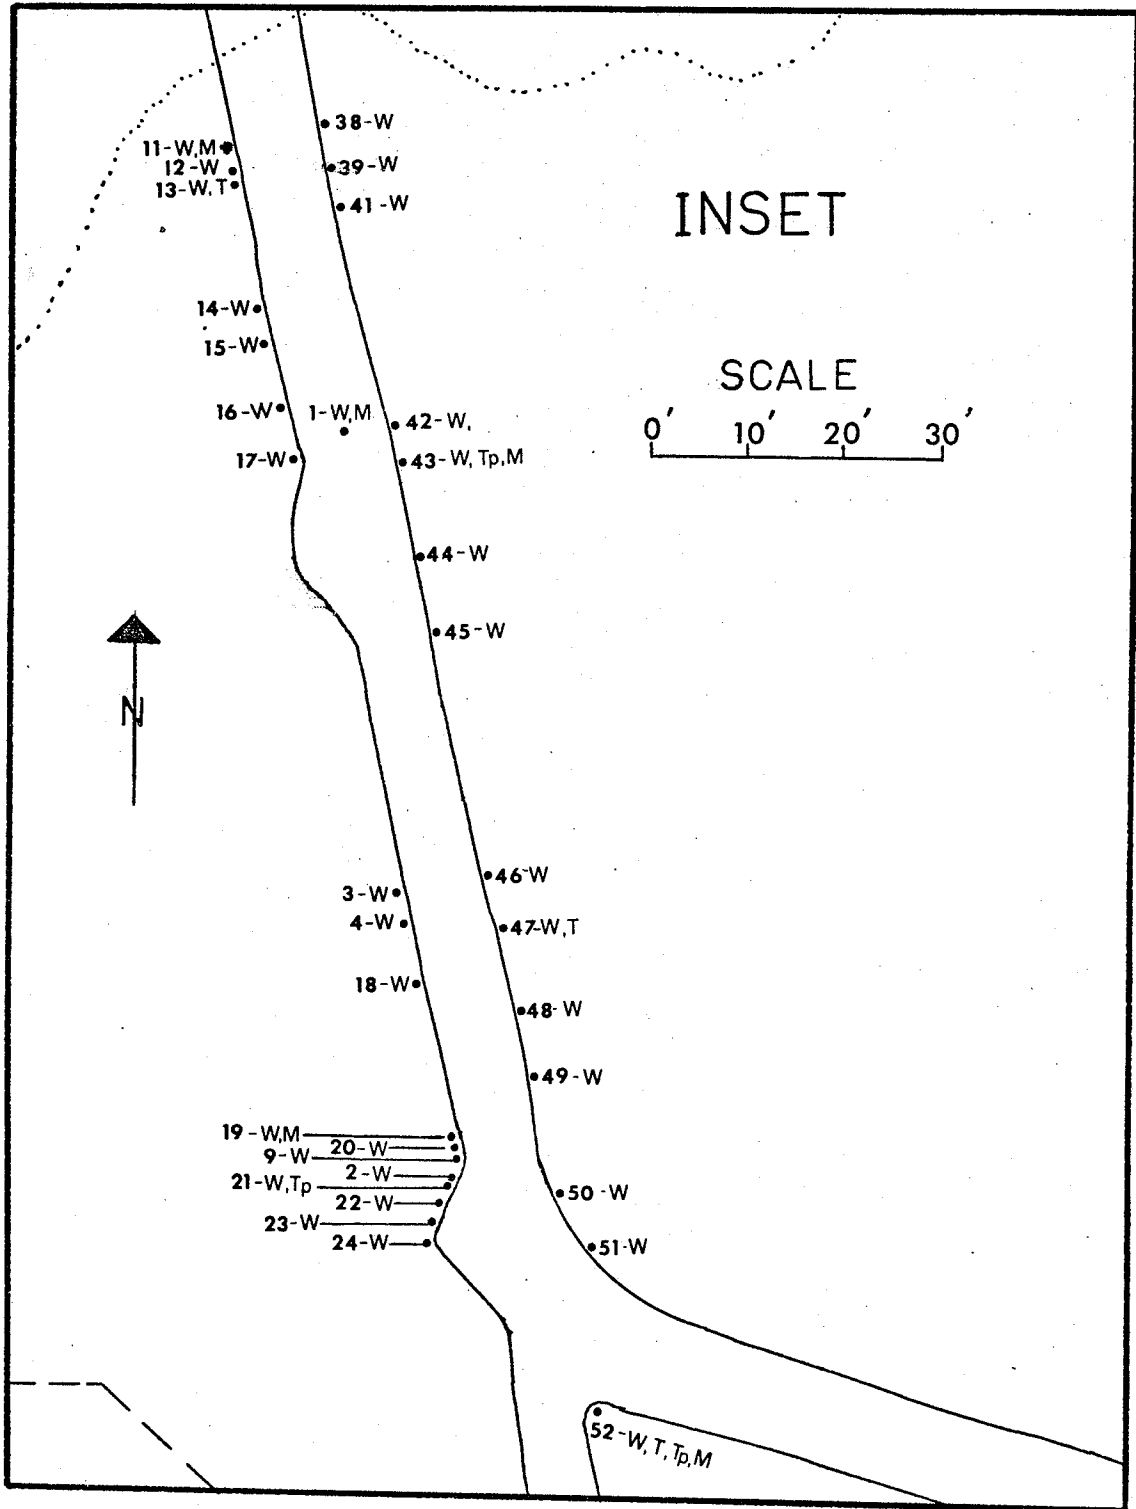 38-W
11-W,M
12-W
39-W
13-W,T
41-W
INSET
14-W
15-W
SCALE
16-W
1-W,M
42-W,
0' 10' 20' 30'
17-W
43-W, Tp,M
44-W
45-W
N
46-W
3-W
4-W
47-W,T
18-W
48-W
49-W
19-W,M
20-W
9-W
2-W
21-W,Tp
50-W
22-W
23-W
24-W
51-W
52-W, T, Tp,M